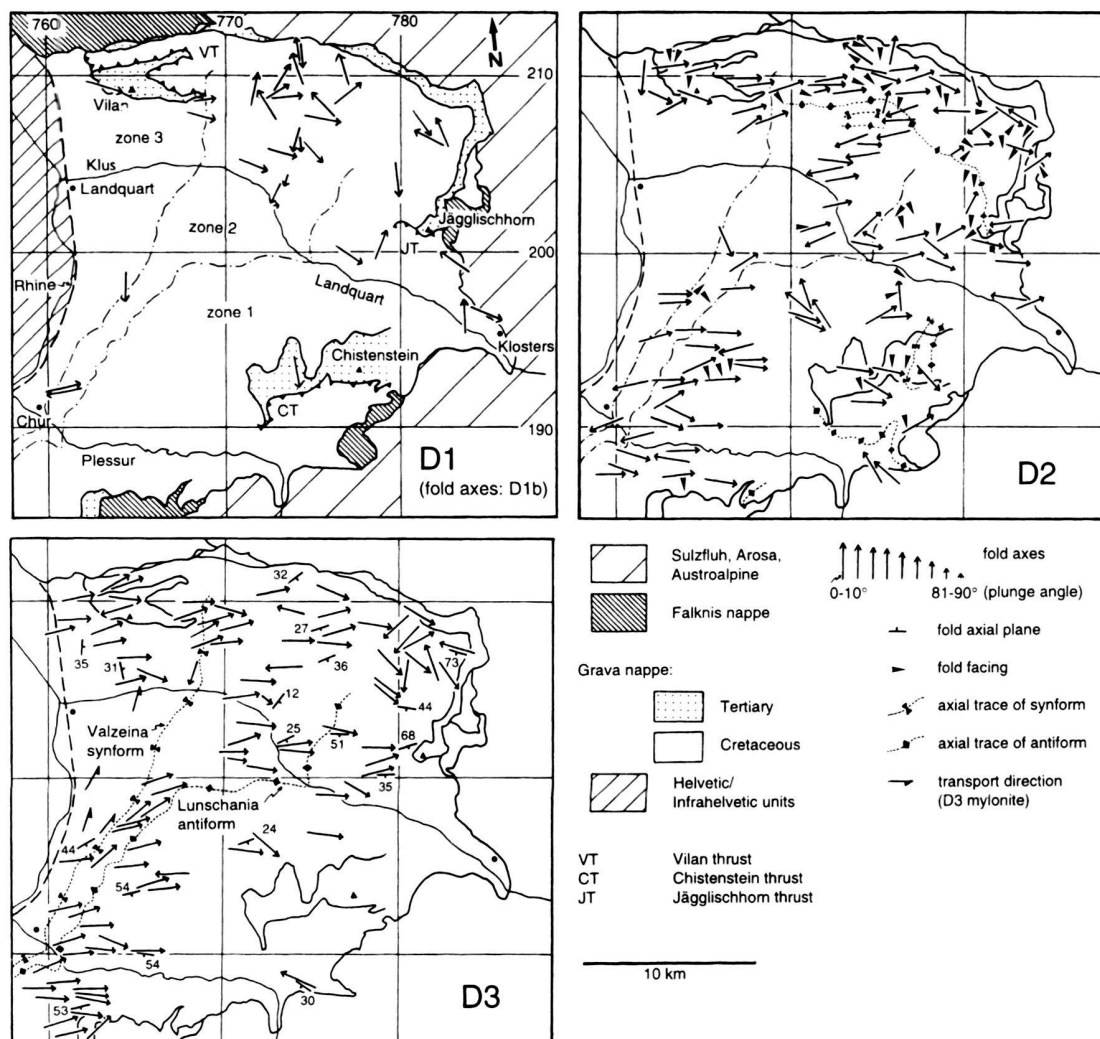 760
770
780
N
VT
210
Vilan
zone 3
Klus
Landquart
Jägglischhorn
zone 2
JT
200
Rhine
Landquart
zone 1
Klosters
Chistenstein
CT
Chur
190
Plessur
D1
(fold axes: D1b)
D2
32
27
35
31
36
73
12
44
25
Valzeina
synform
51
68
35
Lunschania
antiform
24
44
54
54
30
53
D3
Sulzfluh, Arosa,
Austroalpine
Falknis nappe
Grava nappe:
Tertiary
Cretaceous
Helvetic/
Infrahelvetic units
fold axes
0-10° 81-90° (plunge angle)
fold axial plane
fold facing
axial trace of synform
axial trace of antiform
transport direction
(D3 mylonite)
VT Vilan thrust
CT Chistenstein thrust
JT Jägglischhorn thrust
10 km